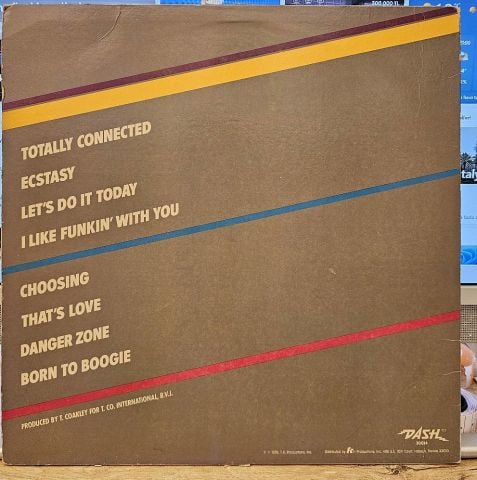 TOTALLY CONNECTED
ECSTASY
LET'S DO IT TODAY
I LIKE FUNKIN' WITH YOU
CHOOSING
THAT'S LOVE
DANGER ZONE
BORN TO BOOGIE
PRODUCED BY T. COAKLEY FOR T. CO. INTERNATIONAL, B.V.I.
DASH